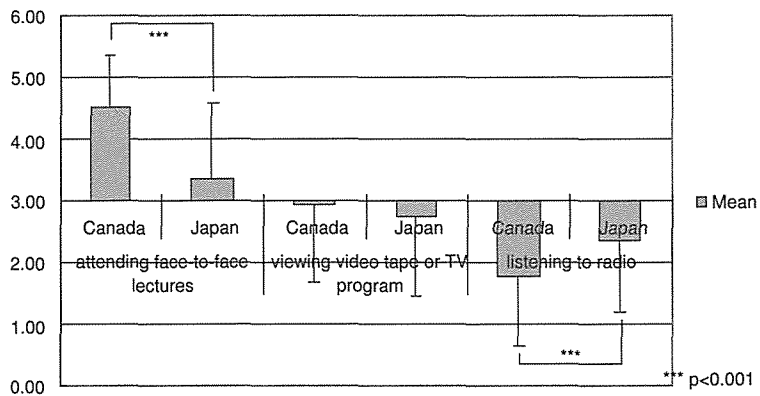 6.00
***
5.00
4.00
3.00
Mean
Canada Japan Canada Japan Canada Japan
2.00
attending face-to-face lectures
viewing video tape or TV program
listening to radio
1.00
***
*** p<0.001
0.00